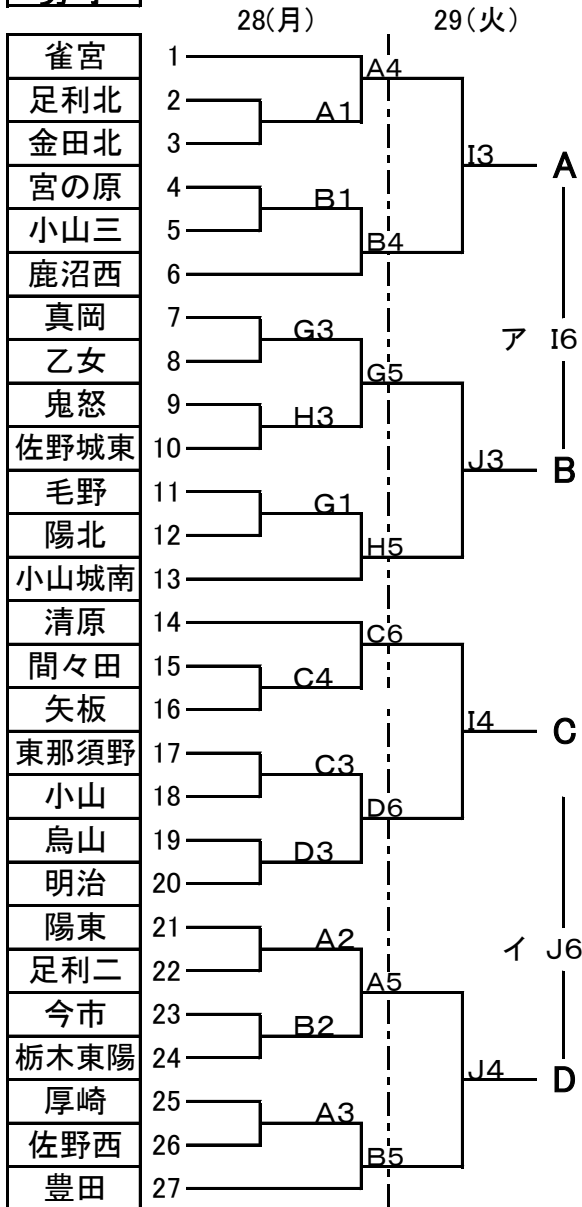 28(月) 29(火)
雀宮 1
A4
足利北 2
A1
金田北 3
I3 A
宮の原 4
B1
小山三 5
B4
鹿沼西 6
真岡 7
G3
ア I6
乙女 8
G5
鬼怒 9
H3
佐野城東 10
J3 B
毛野 11
G1
陽北 12
H5
小山城南 13
清原 14
C6
間々田 15
C4
矢板 16
I4 C
東那須野 17
C3
小山 18
D6
烏山 19
D3
明治 20
陽東 21
A2
イ J6
足利二 22
A5
今市 23
B2
栃木東陽 24
J4 D
厚崎 25
A3
佐野西 26
B5
豊田 27